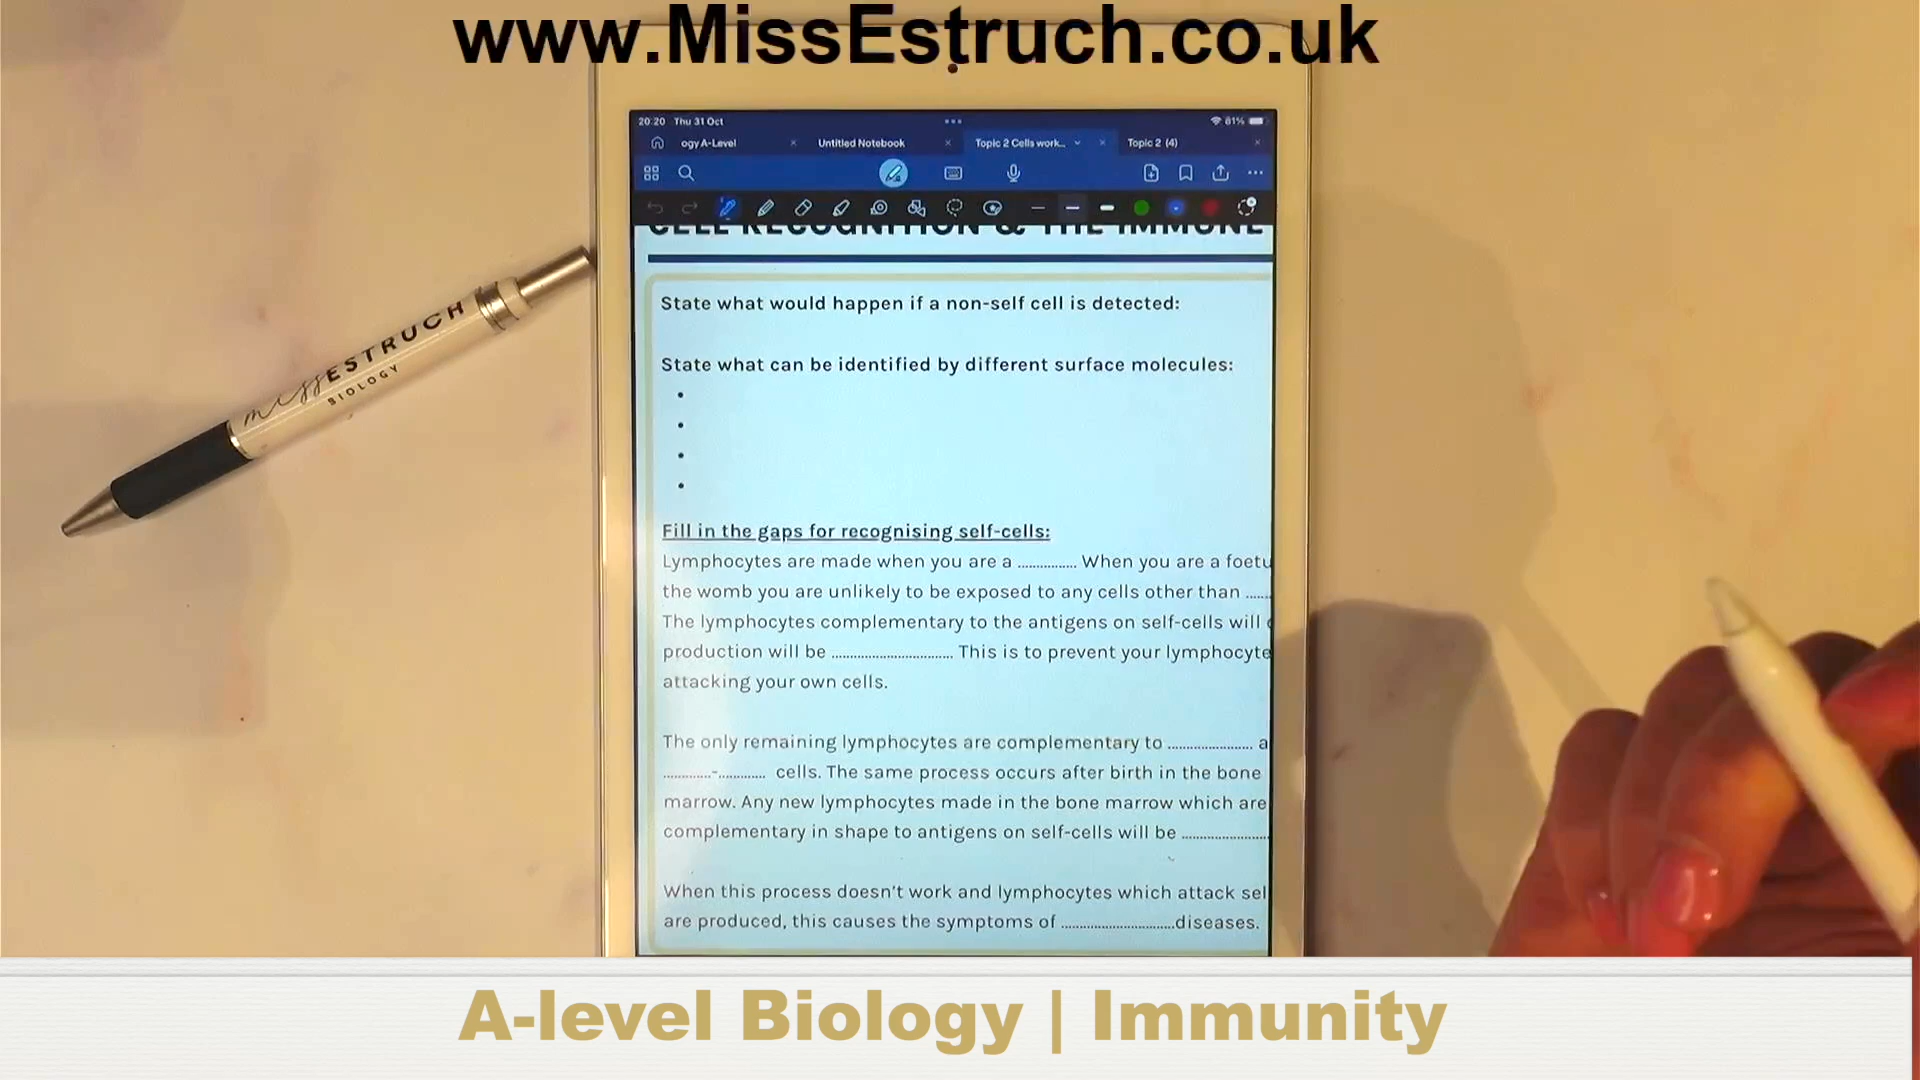 www.MissEstruch.co.uk
20:20 Thu 31 Oct
81%
ogy A-Level
Untitled Notebook
Topic 2 Cells work...
Topic 2 (4)
CELL RECOGNITION & THE IMMUNE
State what would happen if a non-self cell is detected:
State what can be identified by different surface molecules:
•
•
•
•
Fill in the gaps for recognising self-cells:
Lymphocytes are made when you are a ............... When you are a foetu
the womb you are unlikely to be exposed to any cells other than ......
The lymphocytes complementary to the antigens on self-cells will
production will be ............................... This is to prevent your lymphocyte
attacking your own cells.
The only remaining lymphocytes are complementary to ...................... a
............-............ cells. The same process occurs after birth in the bone
marrow. Any new lymphocytes made in the bone marrow which are
complementary in shape to antigens on self-cells will be ......................
When this process doesn't work and lymphocytes which attack sel
are produced, this causes the symptoms of .............................diseases.
miss ESTRUCH
BIOLOGY
A-level Biology | Immunity